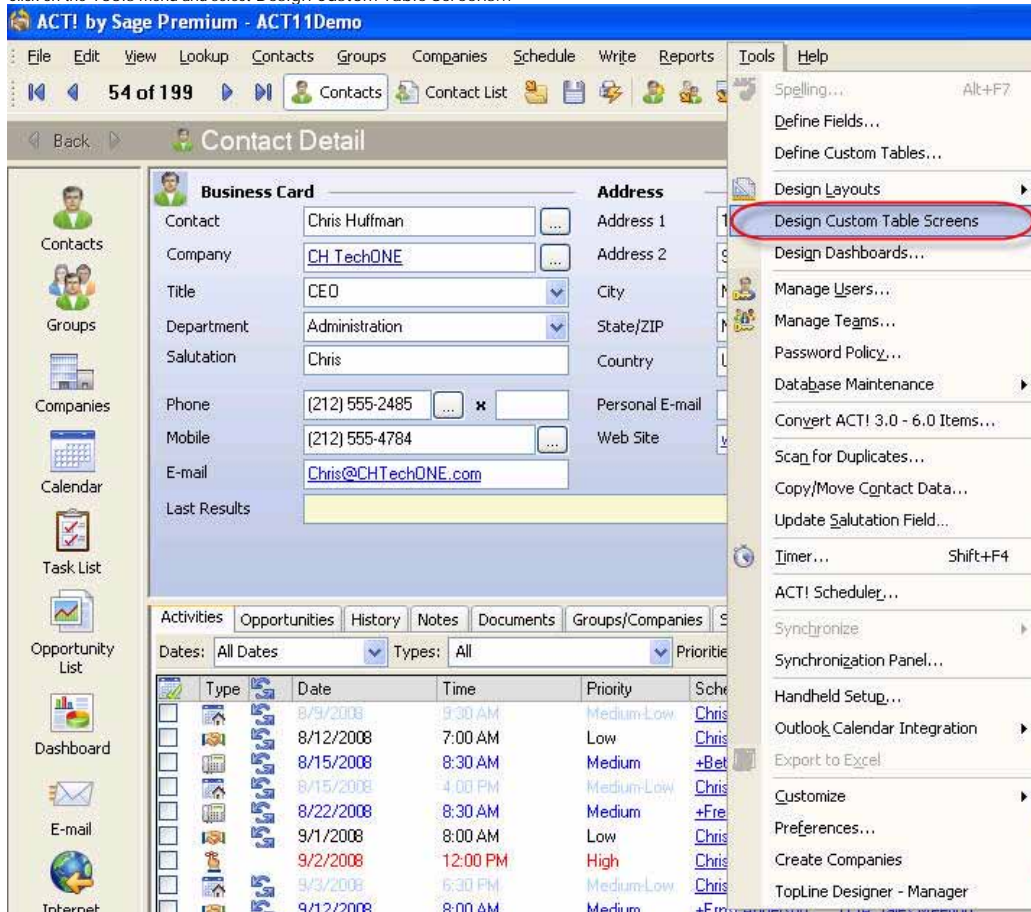 Click on the Tools menu and select Design Custom Table Screens.
ACT! by Sage Premium - ACT11Demo
File Edit View Lookup Contacts Groups Companies Schedule Write Reports Tools Help
54 of 199 Contacts Contact List
Back Contact Detail
Contacts
Groups
Companies
Calendar
Task List
Opportunity
List
Dashboard
E-mail
Internet
Business Card Address
Contact Chris Huffman ... Address 1
Company CH TechONE ... Address 2
Title CEO City
Department Administration State/ZIP
Salutation Chris Country
Phone (212) 555-2485 ... x Personal E-mail
Mobile (212) 555-4784 ... Web Site
E-mail Chris@CHTechONE.com
Last Results
Activities Opportunities History Notes Documents Groups/Companies
Dates: All Dates Types: All
Type Date Time Priority
8/9/2008 9:30 AM Medium-Low Chris
8/12/2008 7:00 AM Low Chris
8/15/2008 8:30 AM Medium
8/15/2008 4:00 PM Medium-Low Chris
8/22/2008 8:30 AM Medium
9/1/2008 8:00 AM Low Chris
9/2/2008 12:00 PM High Chris
9/3/2008 6:30 PM Medium-Low Chris
9/12/2008 8:00 AM Medium
Spelling... Alt+F7
Define Fields...
Define Custom Tables...
Design Layouts
Design Custom Table Screens
Design Dashboards...
Manage Users...
Manage Teams...
Password Policy...
Database Maintenance
Convert ACT! 3.0 - 6.0 Items...
Scan for Duplicates...
Copy/Move Contact Data...
Update Salutation Field...
Timer... Shift+F4
ACT! Scheduler...
Synchronize
Synchronization Panel...
Handheld Setup...
Outlook Calendar Integration
Export to Excel
Customize
Preferences...
Create Companies
TopLine Designer - Manager